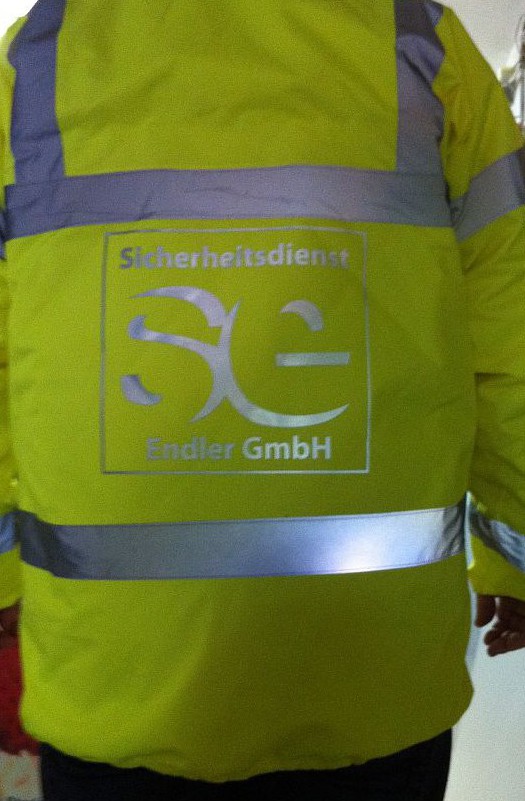 Sicherheitsdienst
SE
Endler GmbH